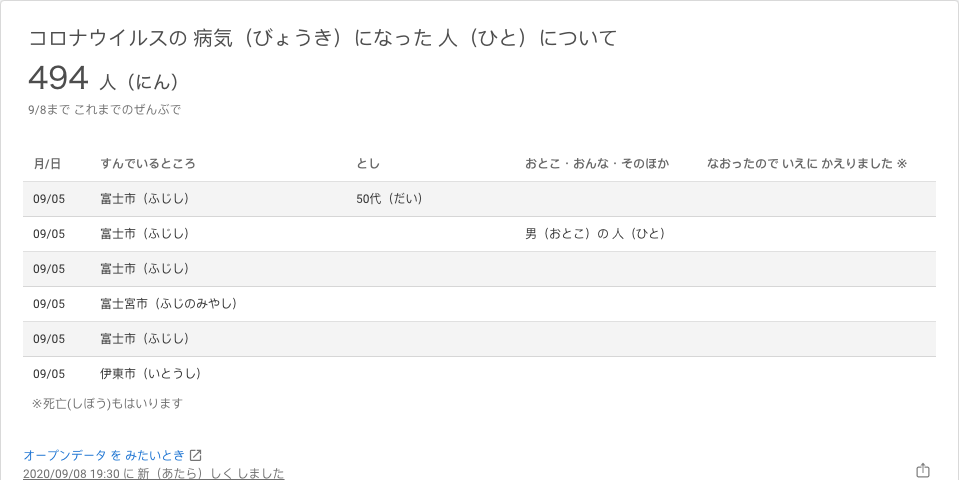 コロナウイルスの 病気（びょうき）になった 人（ひと）について
494 人（にん）
9/8まで これまでのぜんぶで
月/日 すんでいるところ とし おとこ・おんな・そのほか なおったので いえに かえりました ※
09/05 富士市（ふじし） 50代（だい）
09/05 富士市（ふじし） 男（おとこ）の 人（ひと）
09/05 富士市（ふじし）
09/05 富士宮市（ふじのみやし）
09/05 富士市（ふじし）
09/05 伊東市（いとうし）
※死亡(しぼう)もはいります
オープンデータ を みたいとき
2020/09/08 19:30 に 新（あたら）しく しました